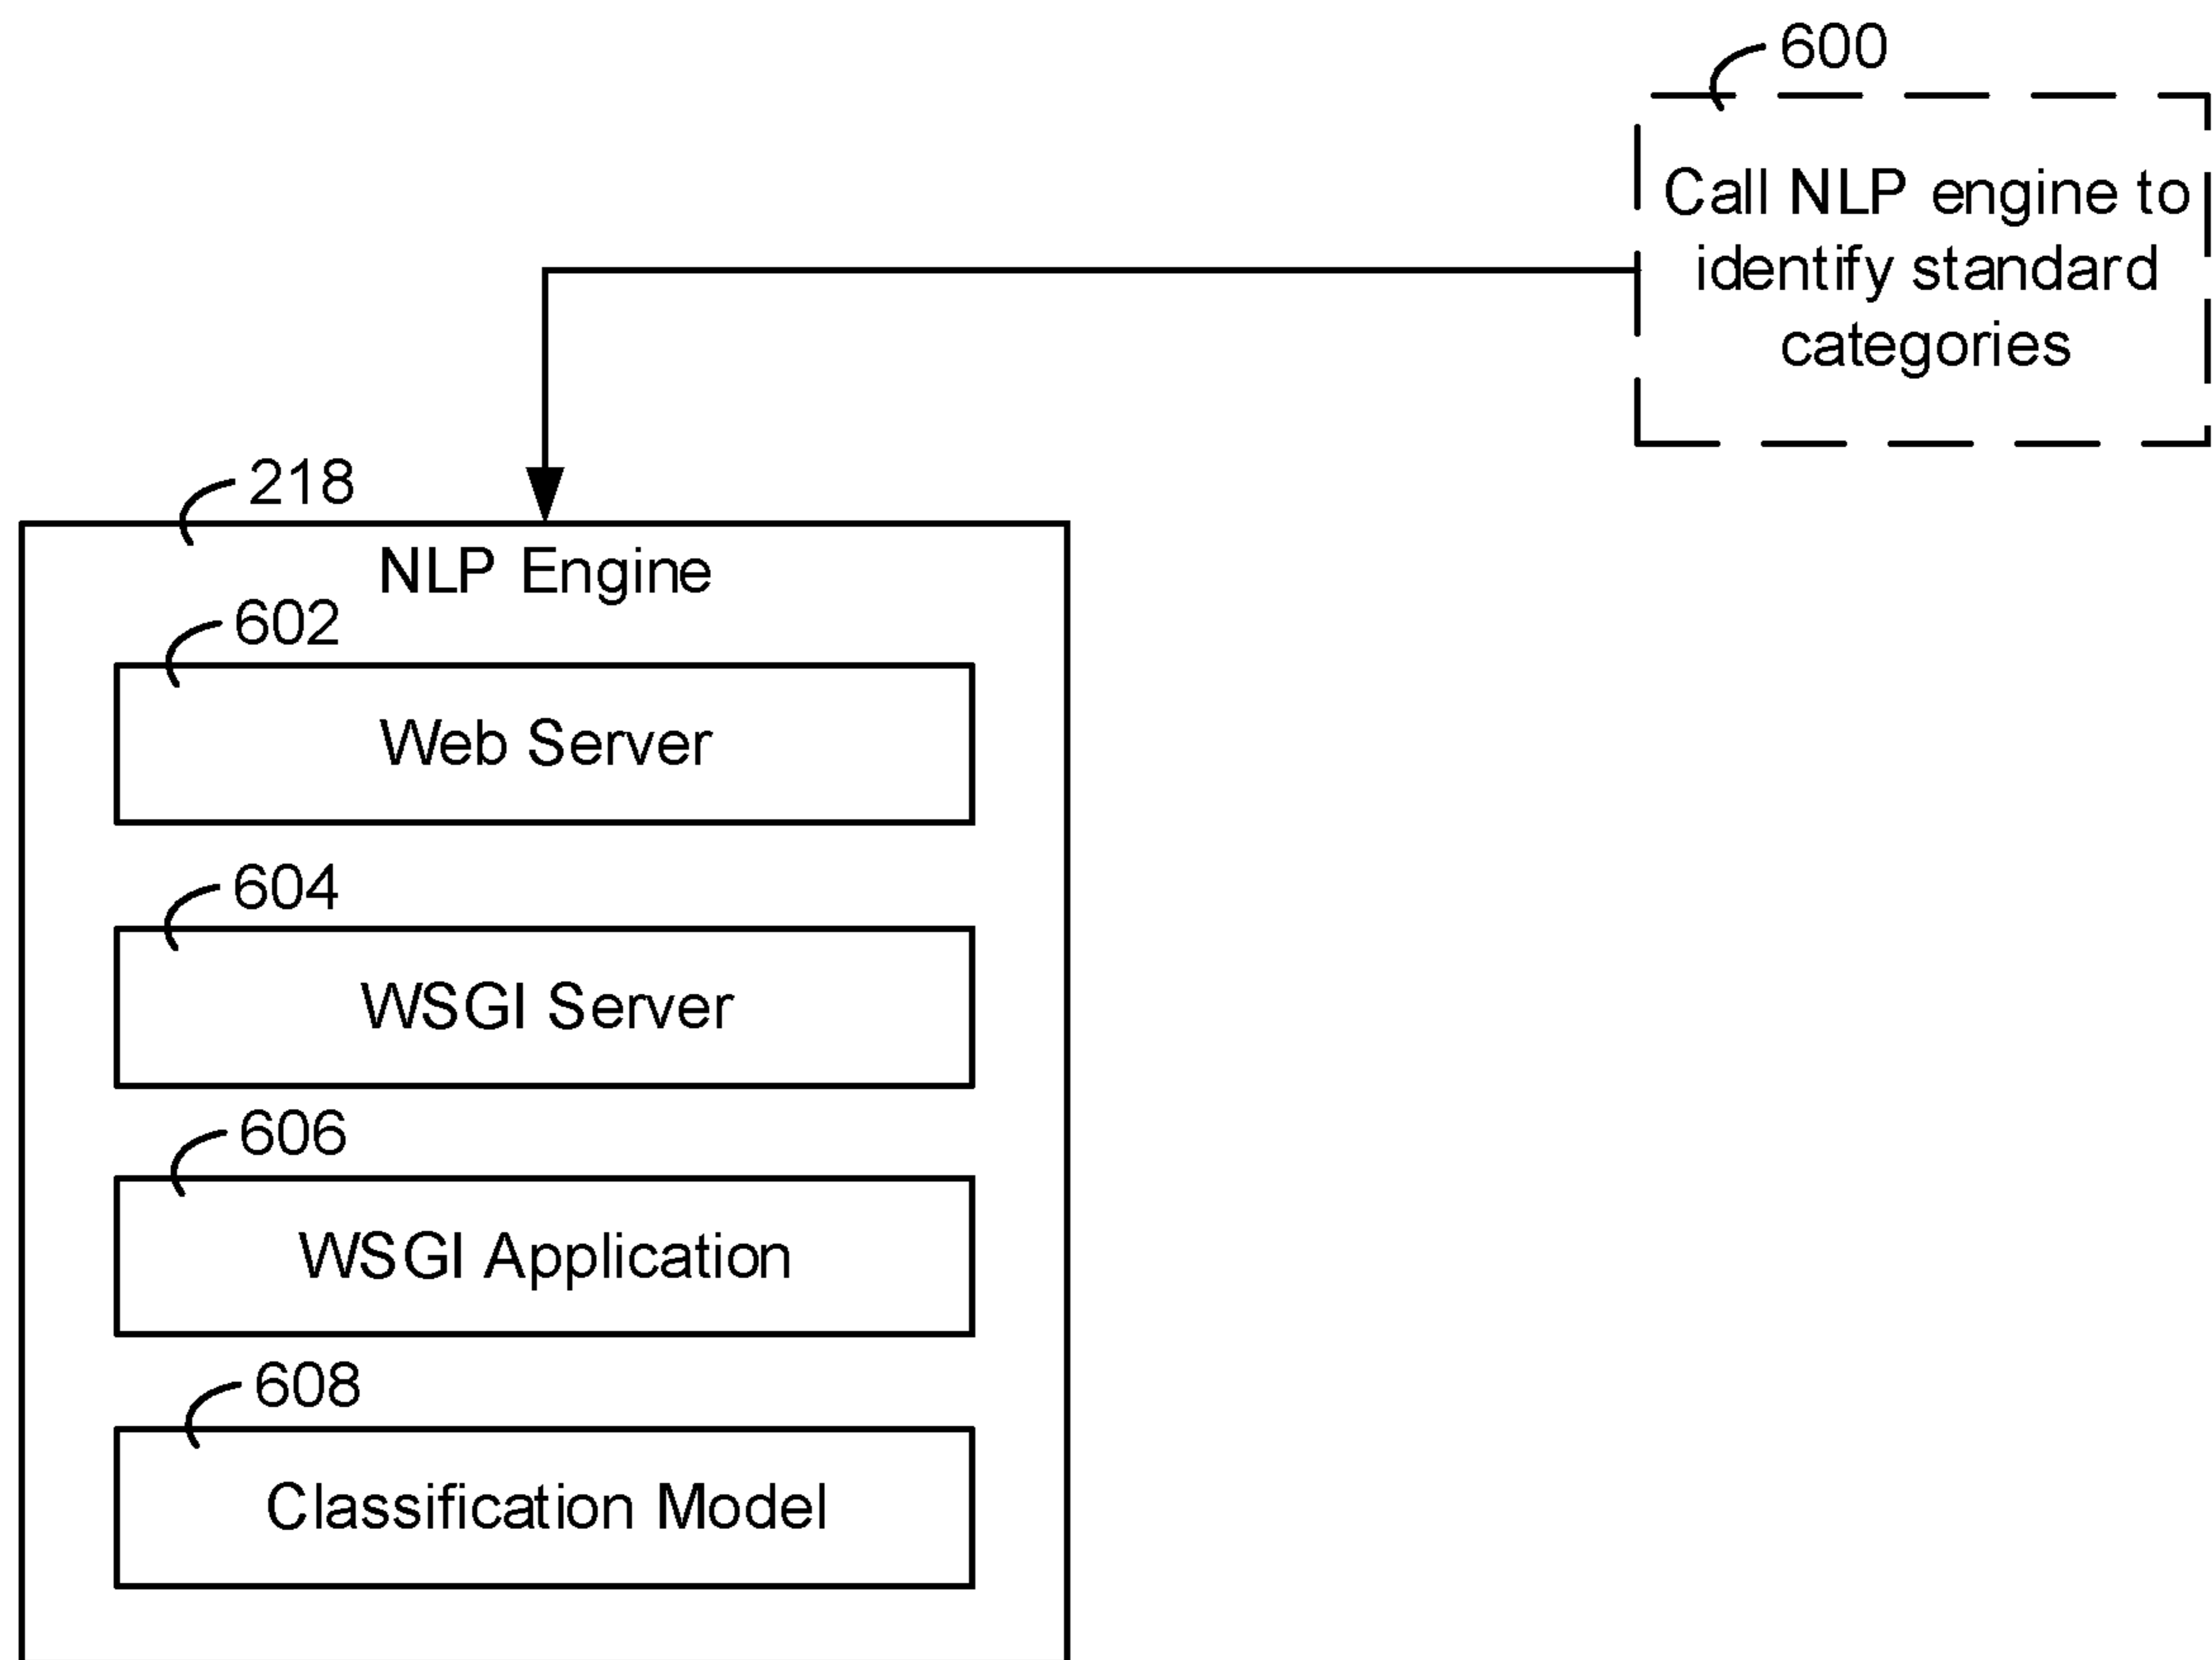 600
Call NLP engine to
identify standard
categories
218
NLP Engine
602
Web Server
604
WSGI Server
606
WSGI Application
608
Classification Model